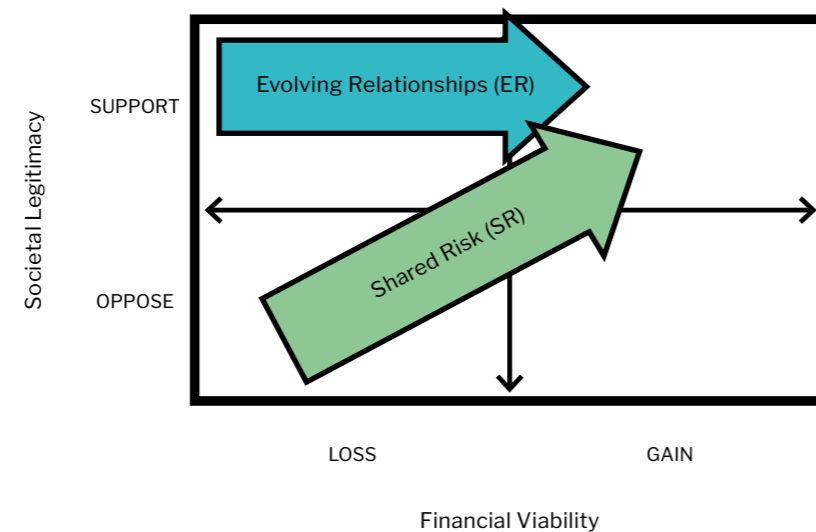 Evolving Relationships (ER)
SUPPORT
Societal Legitimacy
Shared Risk (SR)
OPPOSE
LOSS
GAIN
Financial Viability